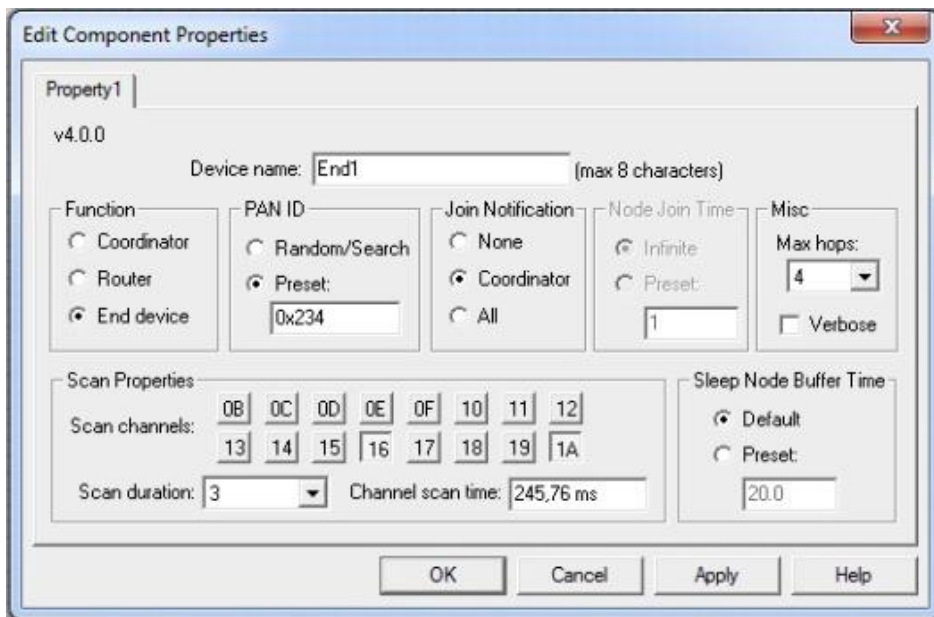 Edit Component Properties
Property1
v4.0.0
Device name: End1 (max 8 characters)
Function
Coordinator
Router
End device
PAN ID
Random/Search
Preset:
0x234
Join Notification
None
Coordinator
All
Node Join Time
Infinite
Preset:
1
Misc
Max hops:
4
Verbose
Scan Properties
Scan channels:
0B 0C 0D 0E 0F 10 11 12
13 14 15 16 17 18 19 1A
Scan duration: 3 Channel scan time: 245,76 ms
Sleep Node Buffer Time
Default
Preset:
20.0
OK Cancel Apply Help